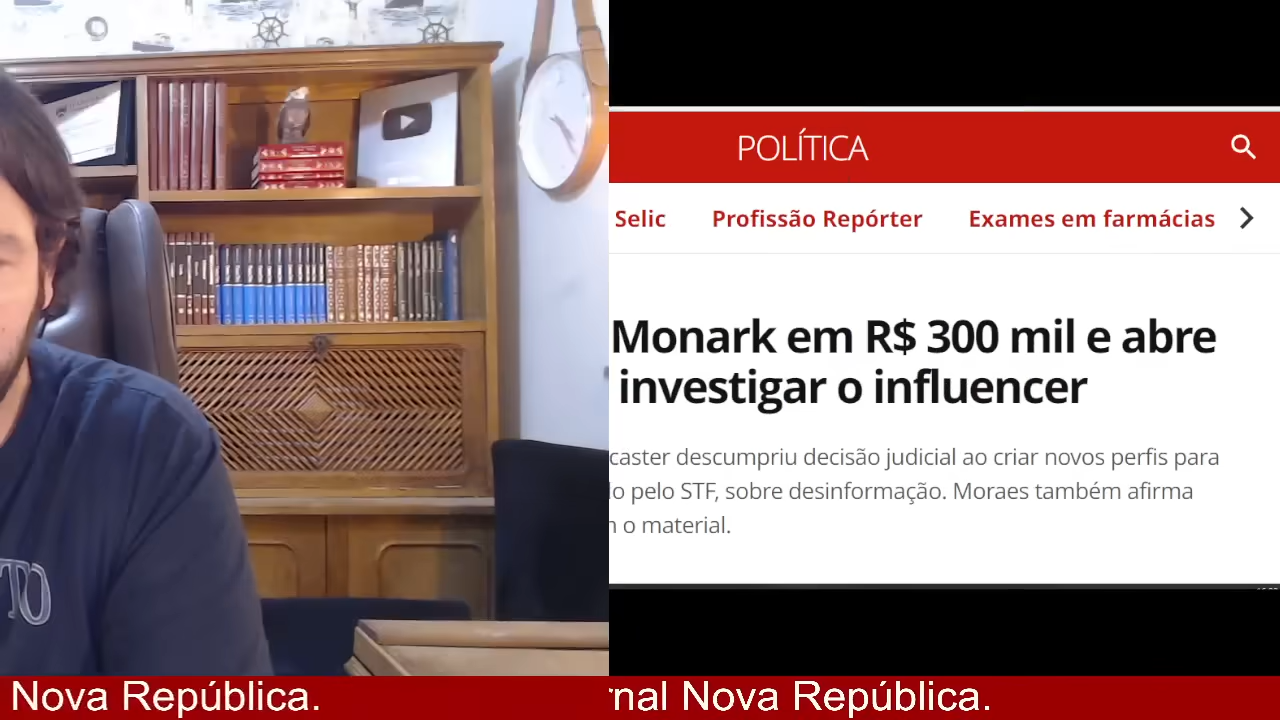 POLÍTICA
Selic Profissão Repórter Exames em farmácias
Monark em R$ 300 mil e abre
investigar o influencer
caster descumpriu decisão judicial ao criar novos perfis para
o pelo STF, sobre desinformação. Moraes também afirma
o material.
TO
Nova República. rnal Nova República.